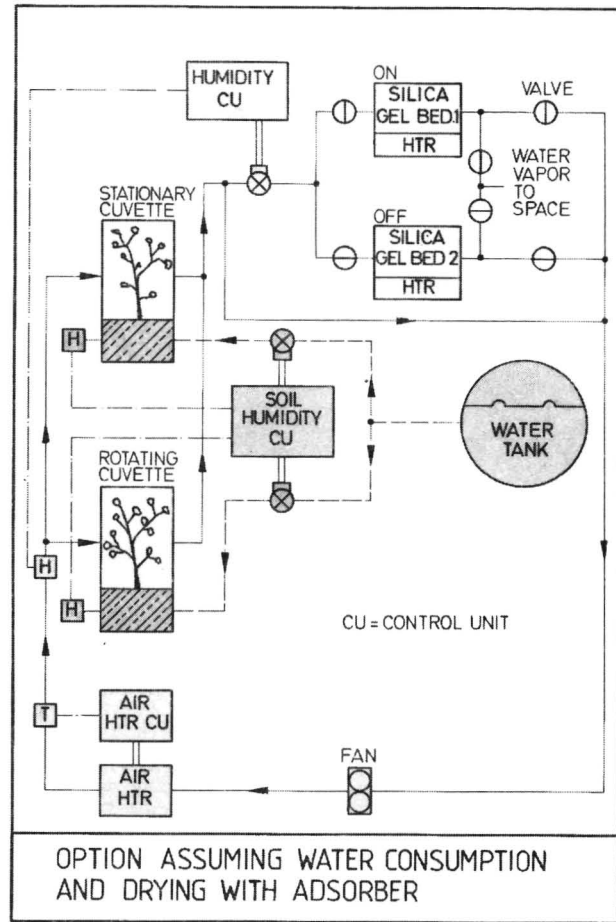 HUMIDITY
CU
ON
SILICA
GEL BED.1
HTR
VALVE
WATER
VAPOR
TO
SPACE
STATIONARY
CUVETTE
OFF
SILICA
GEL BED 2
HTR
H
SOIL
HUMIDITY
CU
WATER
TANK
ROTATING
CUVETTE
H
H
CU = CONTROL UNIT
T
AIR
HTR CU
AIR
HTR
FAN
OPTION ASSUMING WATER CONSUMPTION
AND DRYING WITH ADSORBER